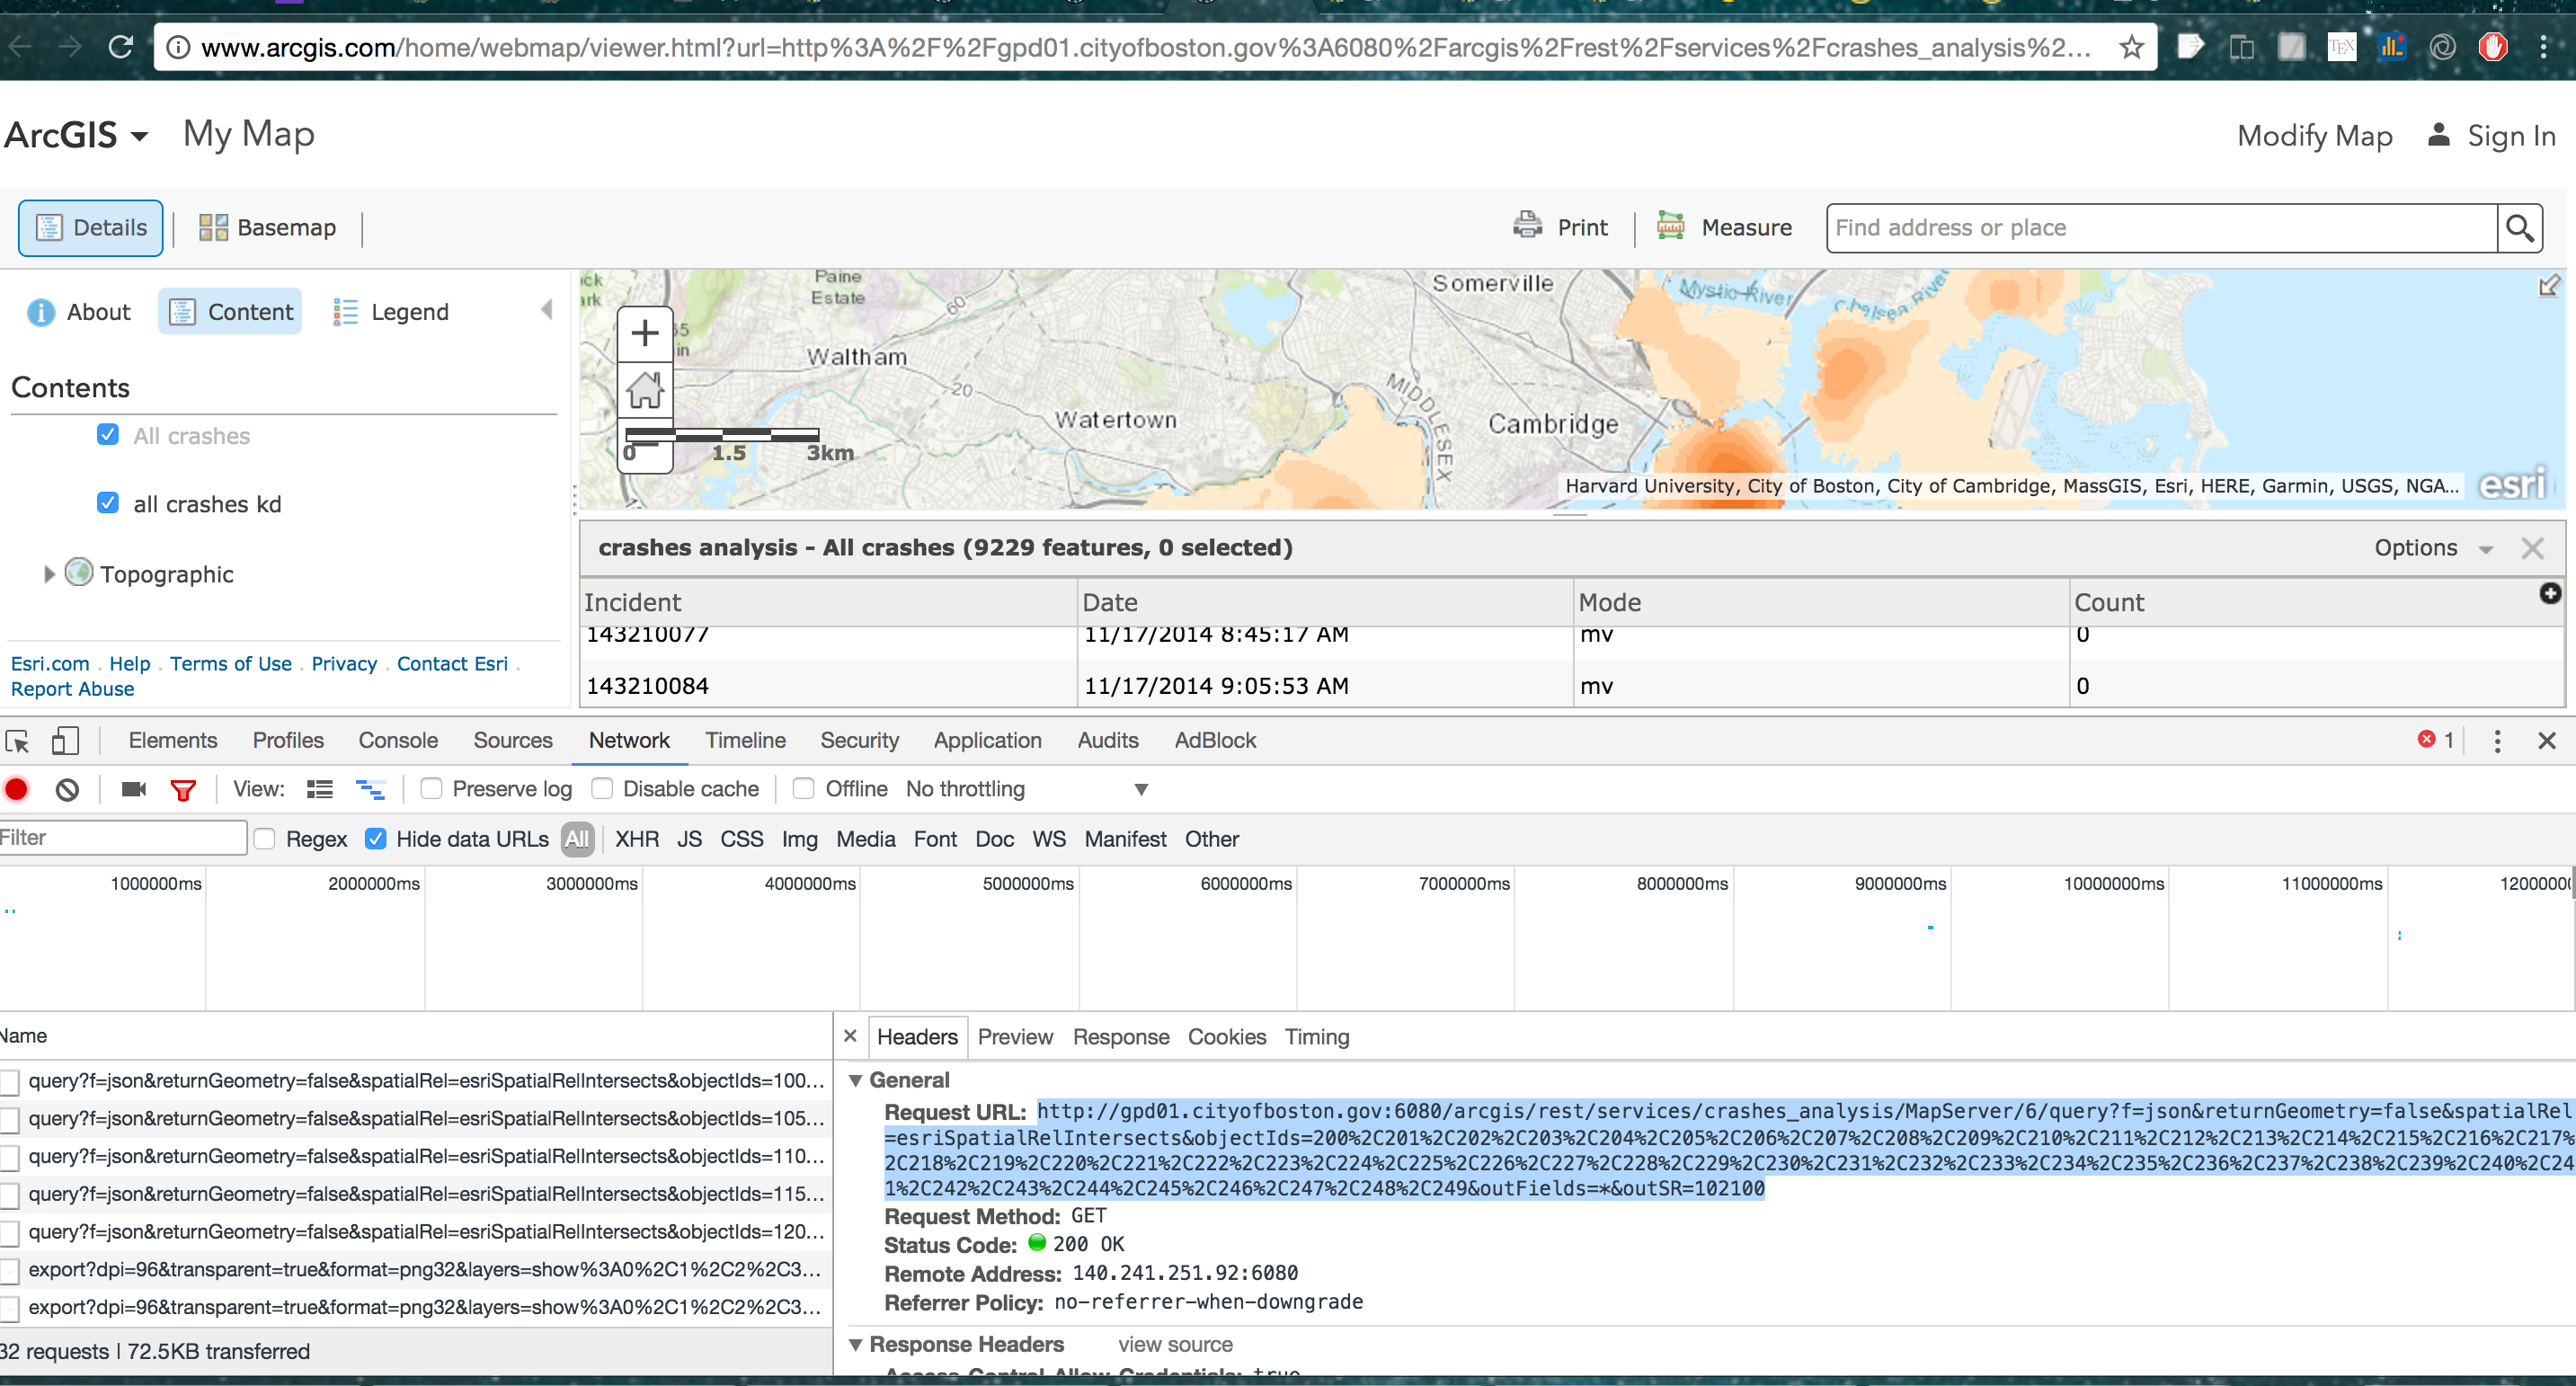 www.arcgis.com/home/webmap/viewer.html?url=http%3A%2F%2Fgpd01.cityofboston.gov%3A6080%2Farcgis%2Frest%2Fservices%2Fcrashes_analysis%2...
TEX
ArcGIS My Map Modify Map Sign In
Details Basemap Print Measure Find address or place
About Content Legend
Contents
All crashes
all crashes kd
Topographic
Esri.com . Help . Terms of Use . Privacy . Contact Esri .
Report Abuse
Paine
Estate
60
Somerville
Mystic River
Chelsea River
Waltham
20
MIDDLESEX
Watertown
Cambridge
0 1.5 3km
Harvard University, City of Boston, City of Cambridge, MassGIS, Esri, HERE, Garmin, USGS, NGA...
esri
crashes analysis - All crashes (9229 features, 0 selected) Options
Incident Date Mode Count
143210077 11/17/2014 8:45:17 AM mv 0
143210084 11/17/2014 9:05:53 AM mv 0
Elements Profiles Console Sources Network Timeline Security Application Audits AdBlock 1
View: Preserve log Disable cache Offline No throttling
Filter Regex Hide data URLs All XHR JS CSS Img Media Font Doc WS Manifest Other
1000000ms 2000000ms 3000000ms 4000000ms 5000000ms 6000000ms 7000000ms 8000000ms 9000000ms 10000000ms 11000000ms 1200000
Name
query?f=json&returnGeometry=false&spatialRel=esriSpatialRelIntersects&objectIds=100...
query?f=json&returnGeometry=false&spatialRel=esriSpatialRelIntersects&objectIds=105...
query?f=json&returnGeometry=false&spatialRel=esriSpatialRelIntersects&objectIds=110...
query?f=json&returnGeometry=false&spatialRel=esriSpatialRelIntersects&objectIds=115...
query?f=json&returnGeometry=false&spatialRel=esriSpatialRelIntersects&objectIds=120...
export?dpi=96&transparent=true&format=png32&layers=show%3A0%2C1%2C2%2C3...
export?dpi=96&transparent=true&format=png32&layers=show%3A0%2C1%2C2%2C3...
32 requests | 72.5KB transferred
Headers Preview Response Cookies Timing
General
Request URL: http://gpd01.cityofboston.gov:6080/arcgis/rest/services/crashes_analysis/MapServer/6/query?f=json&returnGeometry=false&spatialRel
=esriSpatialRelIntersects&objectIds=200%2C201%2C202%2C203%2C204%2C205%2C206%2C207%2C208%2C209%2C210%2C211%2C212%2C213%2C214%2C215%2C216%2C217%
2C218%2C219%2C220%2C221%2C222%2C223%2C224%2C225%2C226%2C227%2C228%2C229%2C230%2C231%2C232%2C233%2C234%2C235%2C236%2C237%2C238%2C239%2C240%2C24
1%2C242%2C243%2C244%2C245%2C246%2C247%2C248%2C249&outFields=*&outSR=102100
Request Method: GET
Status Code: 200 OK
Remote Address: 140.241.251.92:6080
Referrer Policy: no-referrer-when-downgrade
Response Headers view source
Access-Control-Allow-Credentials: true